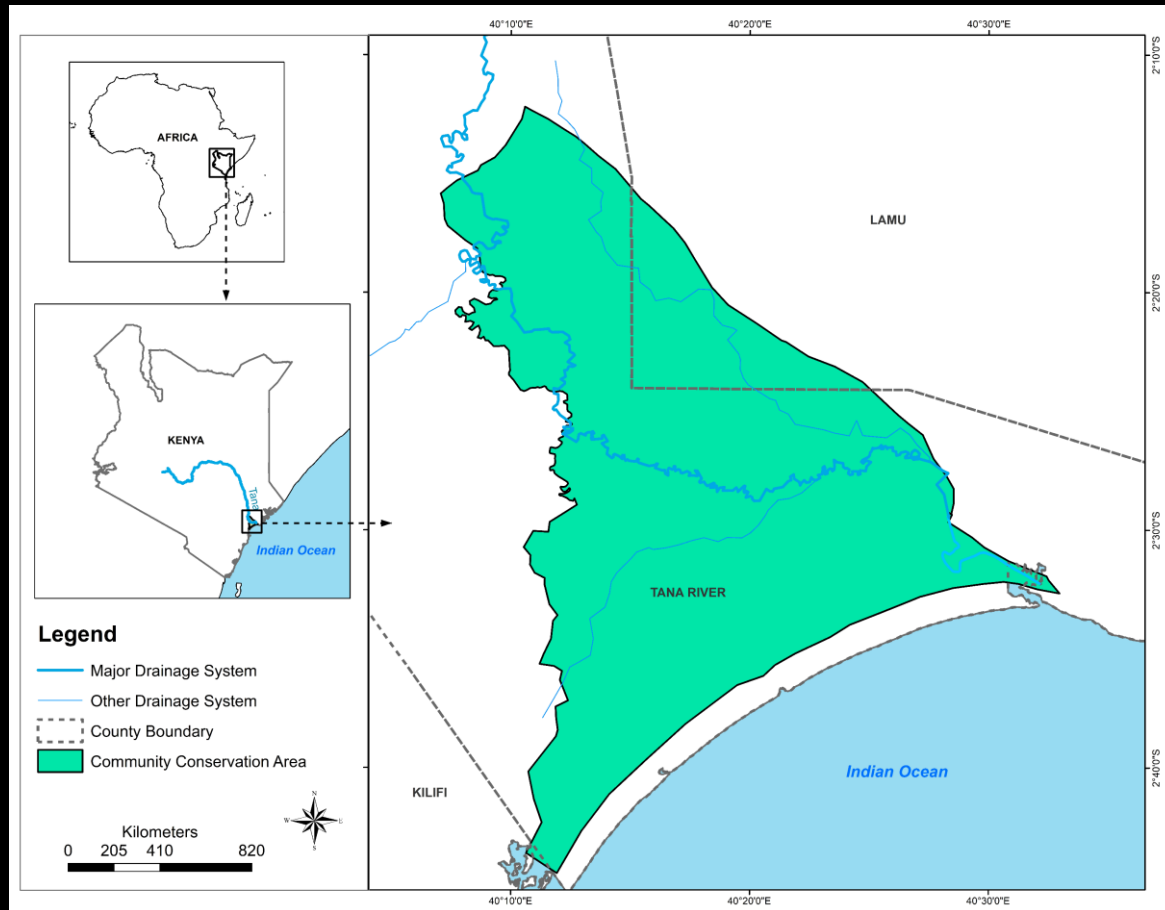 40°10'0"E
40°20'0"E
40°30'0"E
2°10'0"S
AFRICA
LAMU
2°20'0"S
KENYA
Tana
Indian Ocean
2°30'0"S
TANA RIVER
Legend
Major Drainage System
Other Drainage System
County Boundary
Community Conservation Area
N
W
E
S
Kilometers
0 205 410 820
KILIFI
Indian Ocean
2°40'0"S
40°10'0"E
40°20'0"E
40°30'0"E